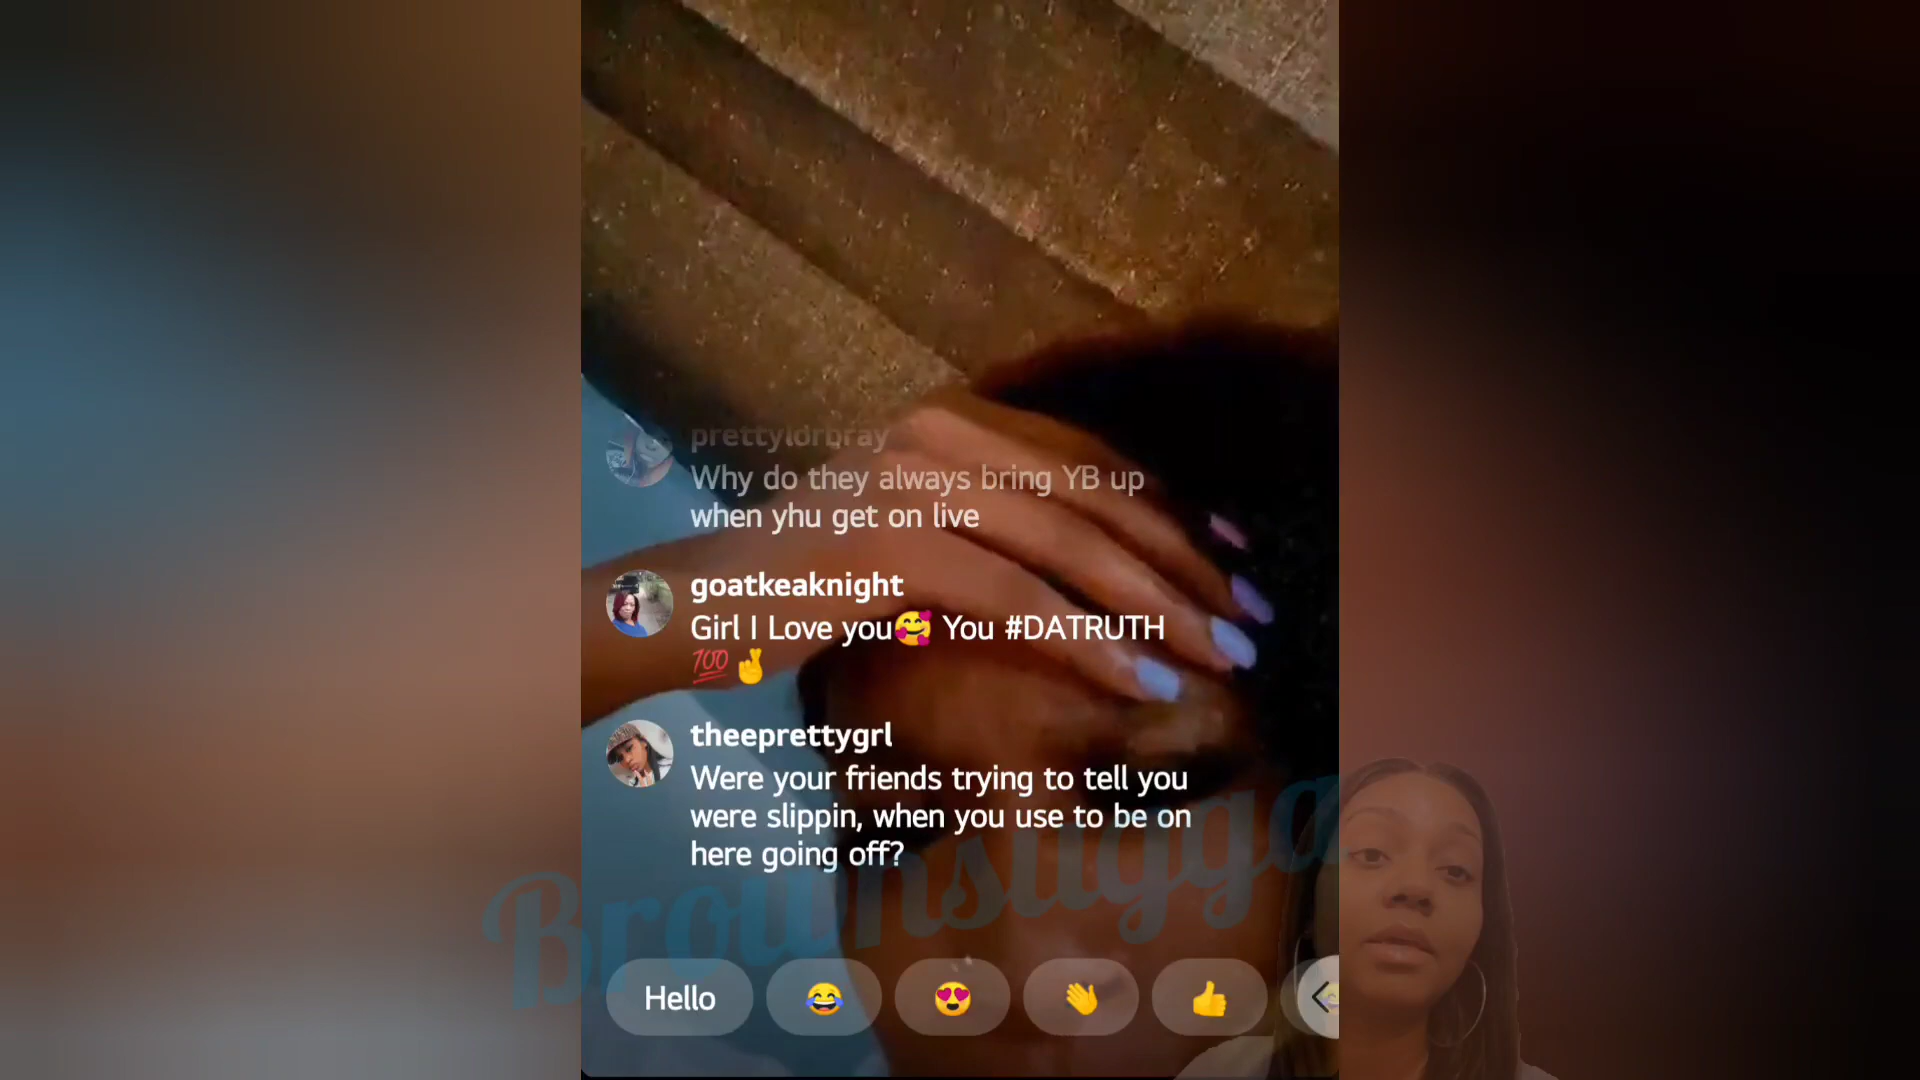 prettyldrbray
Why do they always bring YB up
when yhu get on live
goatkeaknight
Girl I Love you🥰 You #DATRUTH
💯🤞
theeprettygrl
Were your friends trying to tell you
were slippin, when you use to be on
here going off?
Brownsugga
Hello